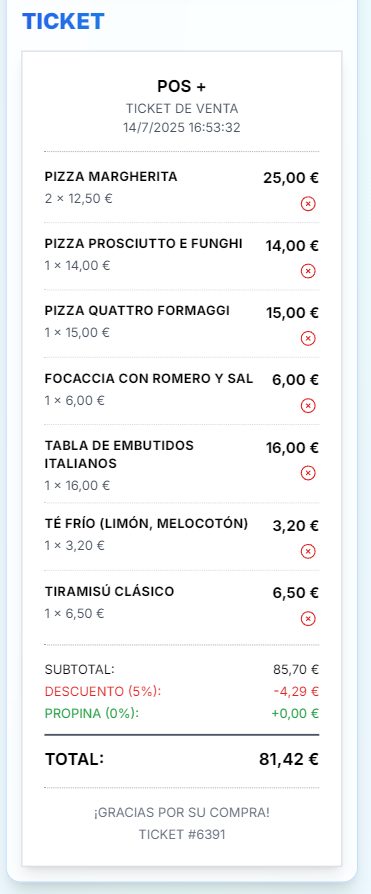 TICKET
POS +
TICKET DE VENTA
14/7/2025 16:53:32
PIZZA MARGHERITA 25,00 €
2 × 12,50 €
PIZZA PROSCIUTTO E FUNGHI 14,00 €
1 × 14,00 €
PIZZA QUATTRO FORMAGGI 15,00 €
1 × 15,00 €
FOCACCIA CON ROMERO Y SAL 6,00 €
1 × 6,00 €
TABLA DE EMBUTIDOS 16,00 €
ITALIANOS
1 × 16,00 €
TÉ FRÍO (LIMÓN, MELOCOTÓN) 3,20 €
1 × 3,20 €
TIRAMISÚ CLÁSICO 6,50 €
1 × 6,50 €
SUBTOTAL: 85,70 €
DESCUENTO (5%): -4,29 €
PROPINA (0%): +0,00 €
TOTAL: 81,42 €
¡GRACIAS POR SU COMPRA!
TICKET #6391